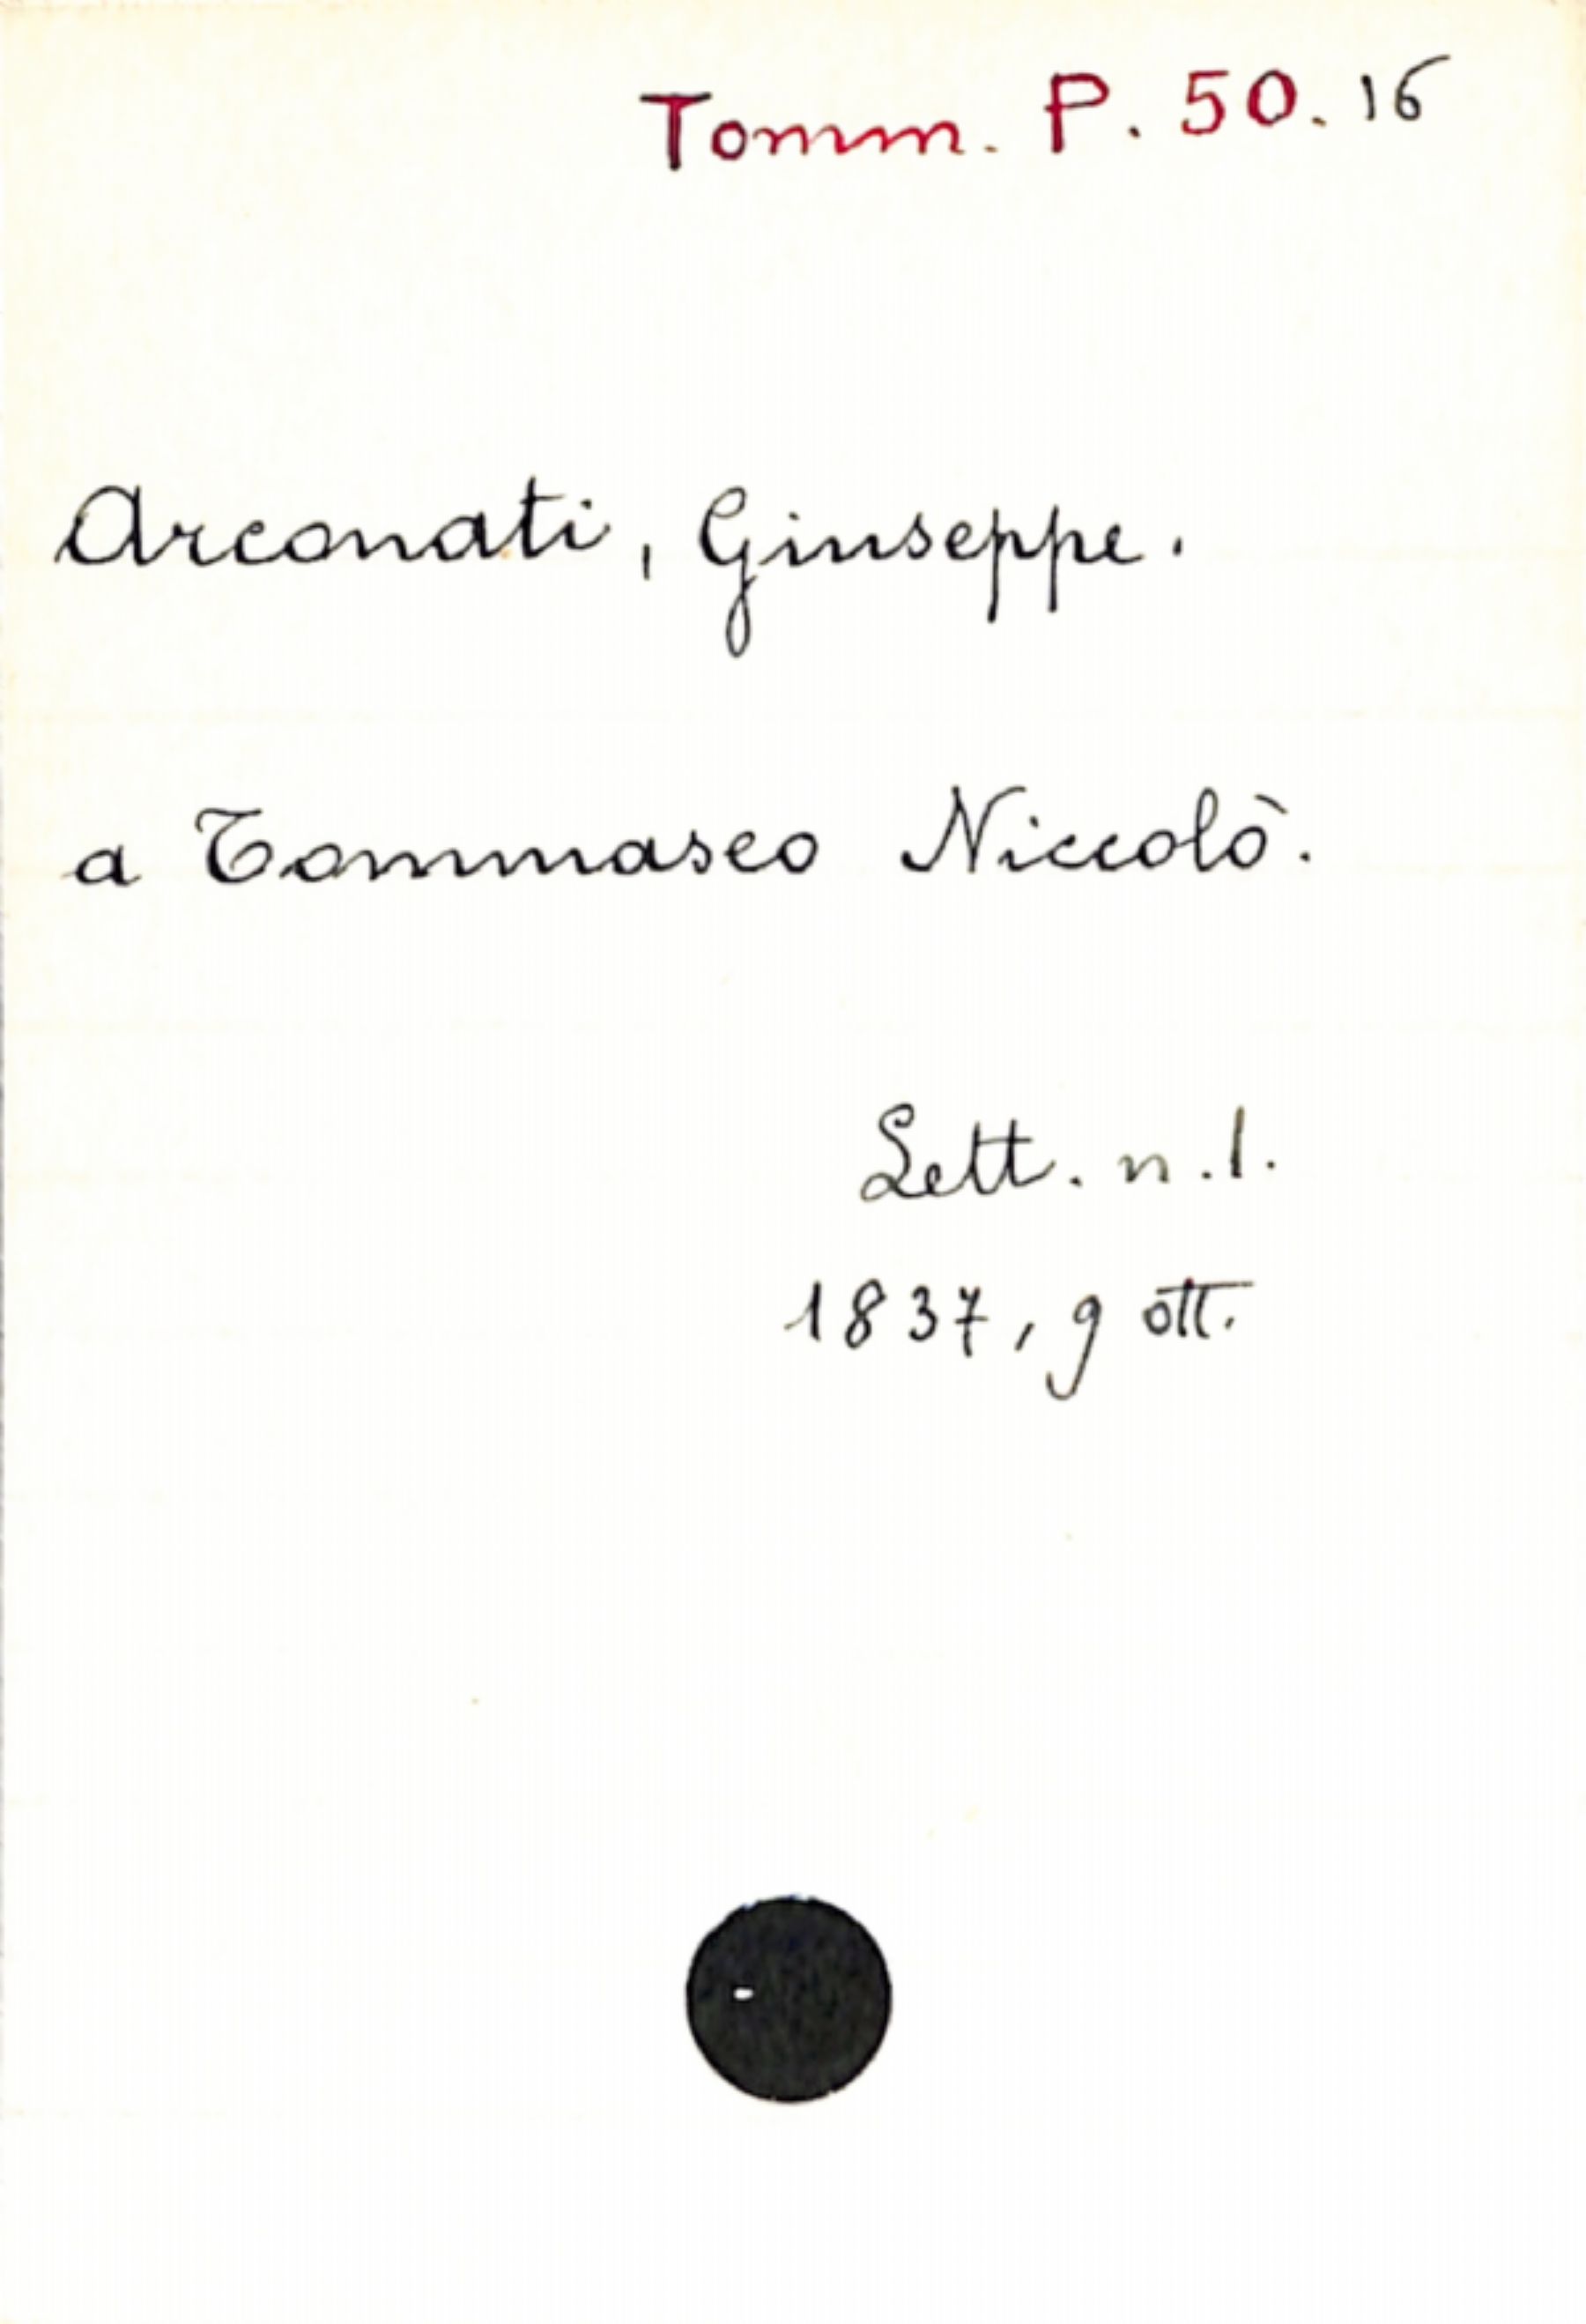 Tomm. P. 50. 16
Arconati, Giuseppe.
a Tommaseo Niccolò.
Lett. n. 1.
1837, 9 ott.